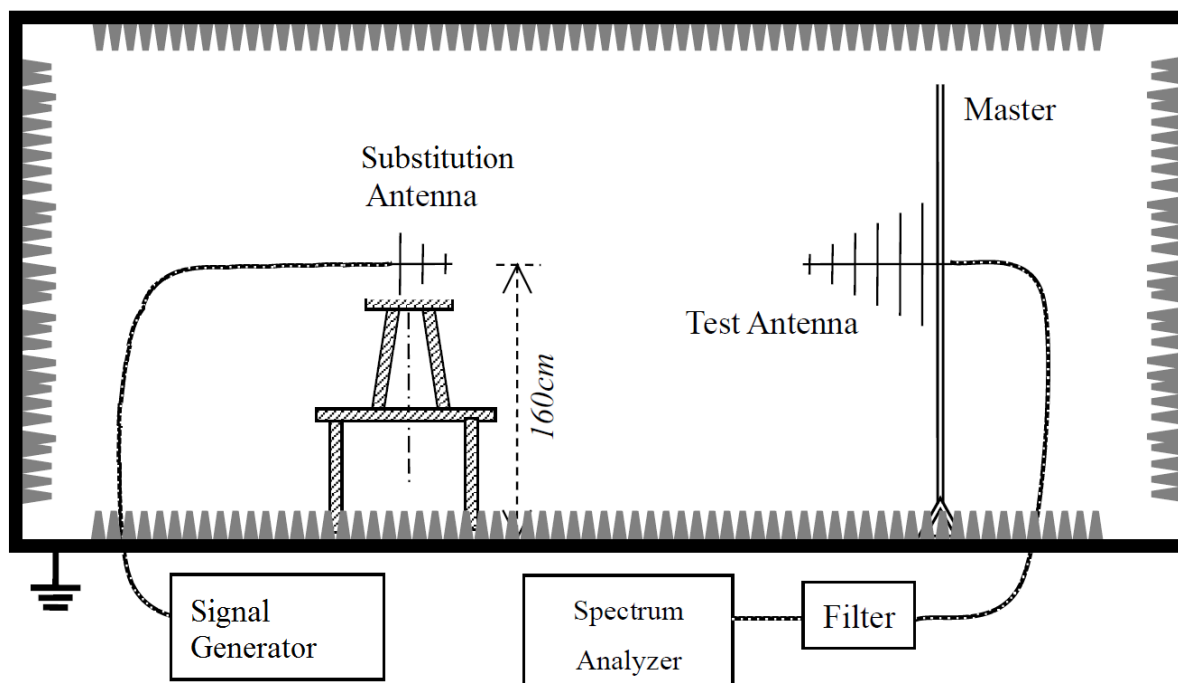 Master
Substitution
Antenna
Test Antenna
160cm
Signal
Generator
Spectrum
Analyzer
Filter